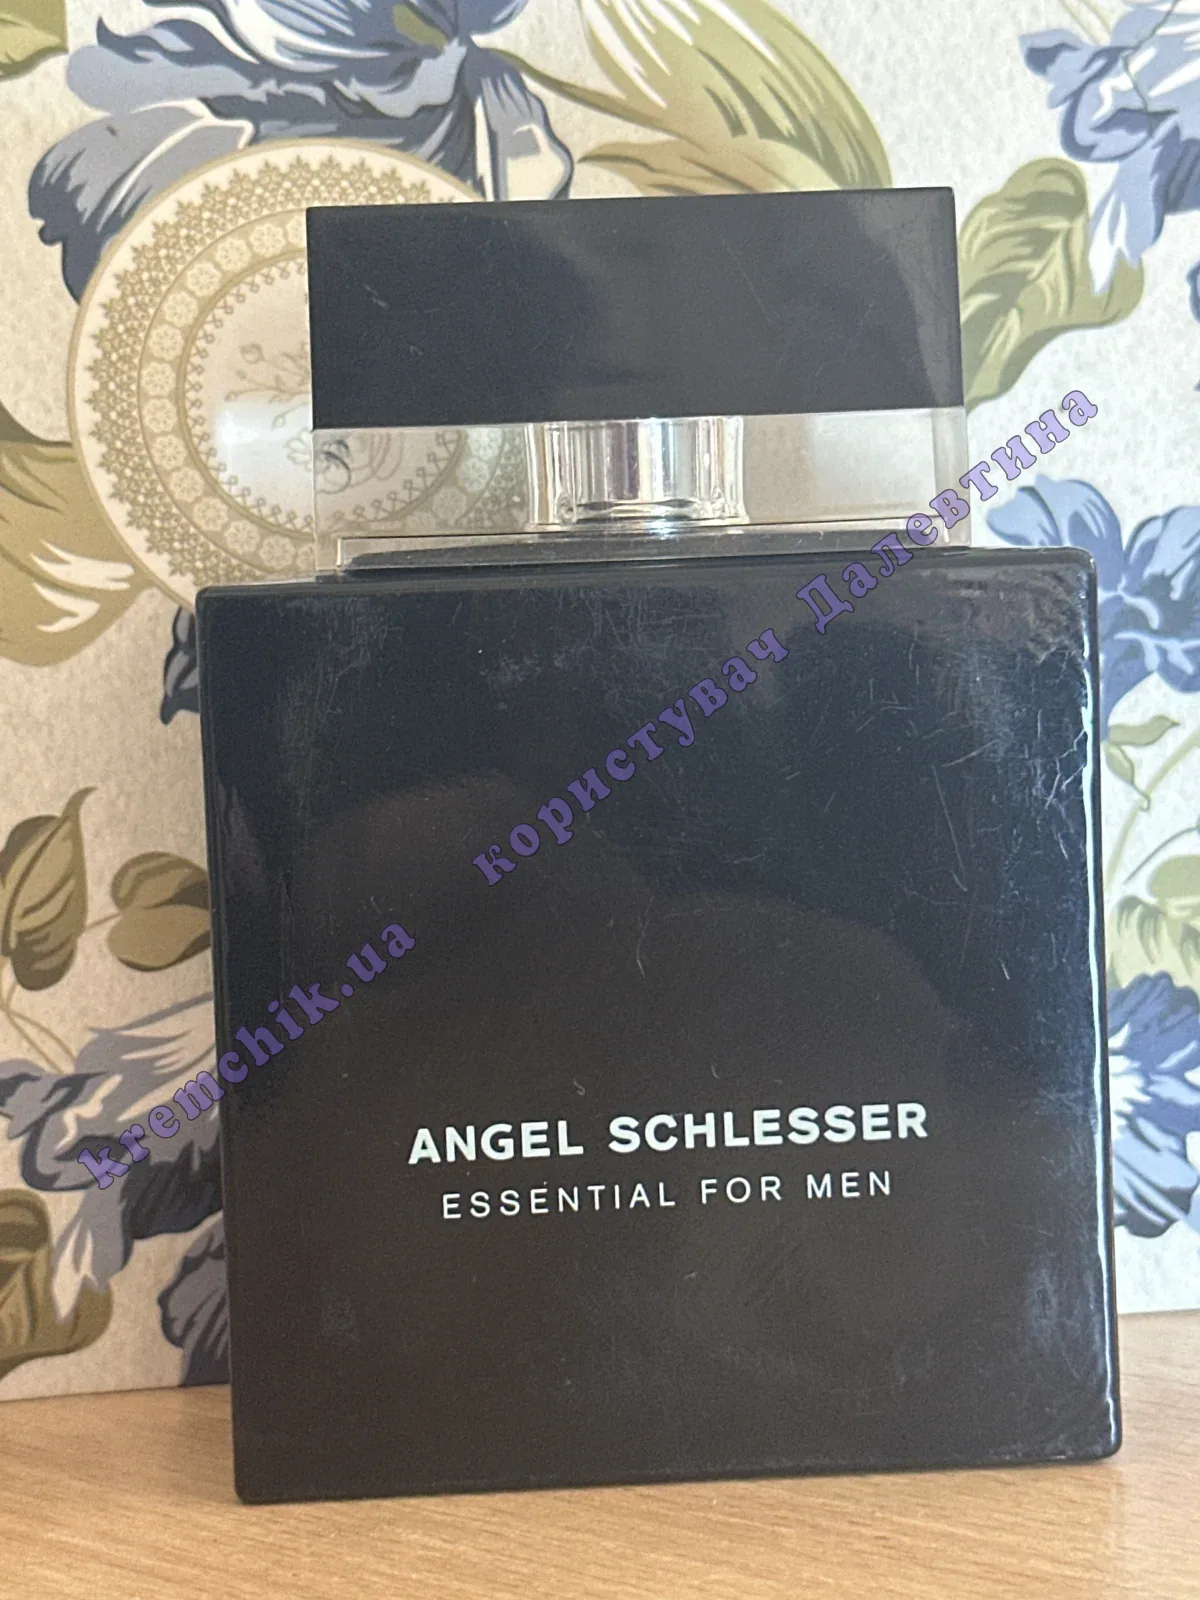 kremchik.ua користувач Далевтина
ANGEL SCHLESSER
ESSENTIAL FOR MEN